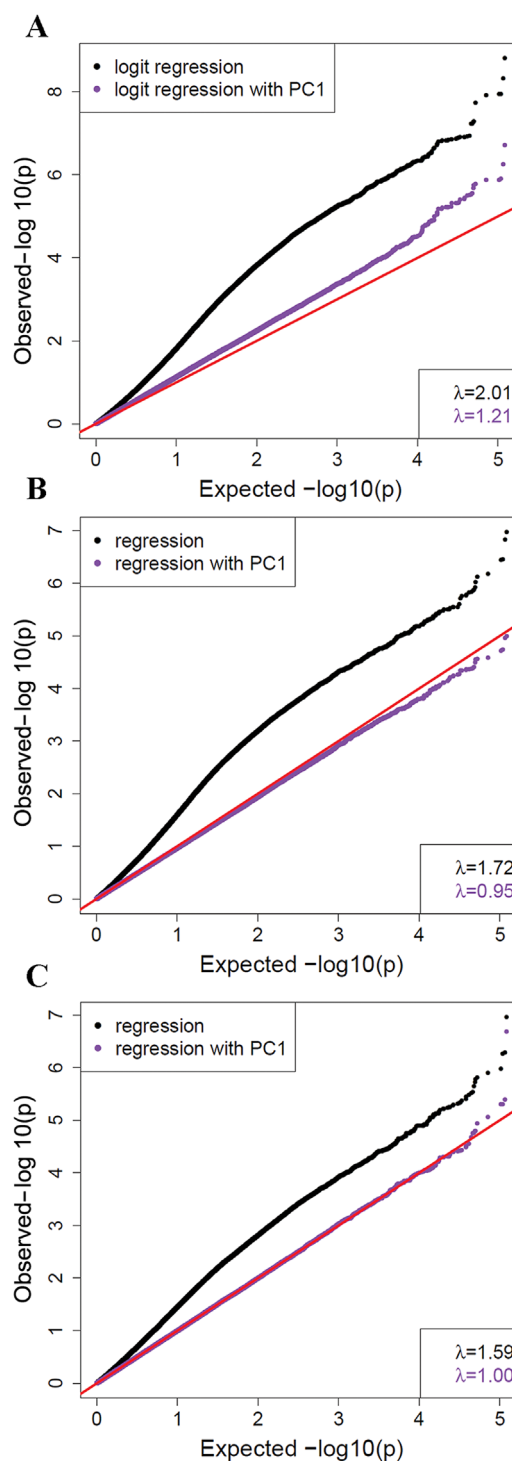 A
logit regression
logit regression with PC1
Observed−log 10(p)
0 2 4 6 8
λ=2.01
λ=1.21
0 1 2 3 4 5
Expected −log10(p)
B
regression
regression with PC1
Observed−log 10(p)
0 1 2 3 4 5 6 7
λ=1.72
λ=0.95
0 1 2 3 4 5
Expected −log10(p)
C
regression
regression with PC1
Observed−log 10(p)
0 1 2 3 4 5 6 7
λ=1.59
λ=1.00
0 1 2 3 4 5
Expected −log10(p)